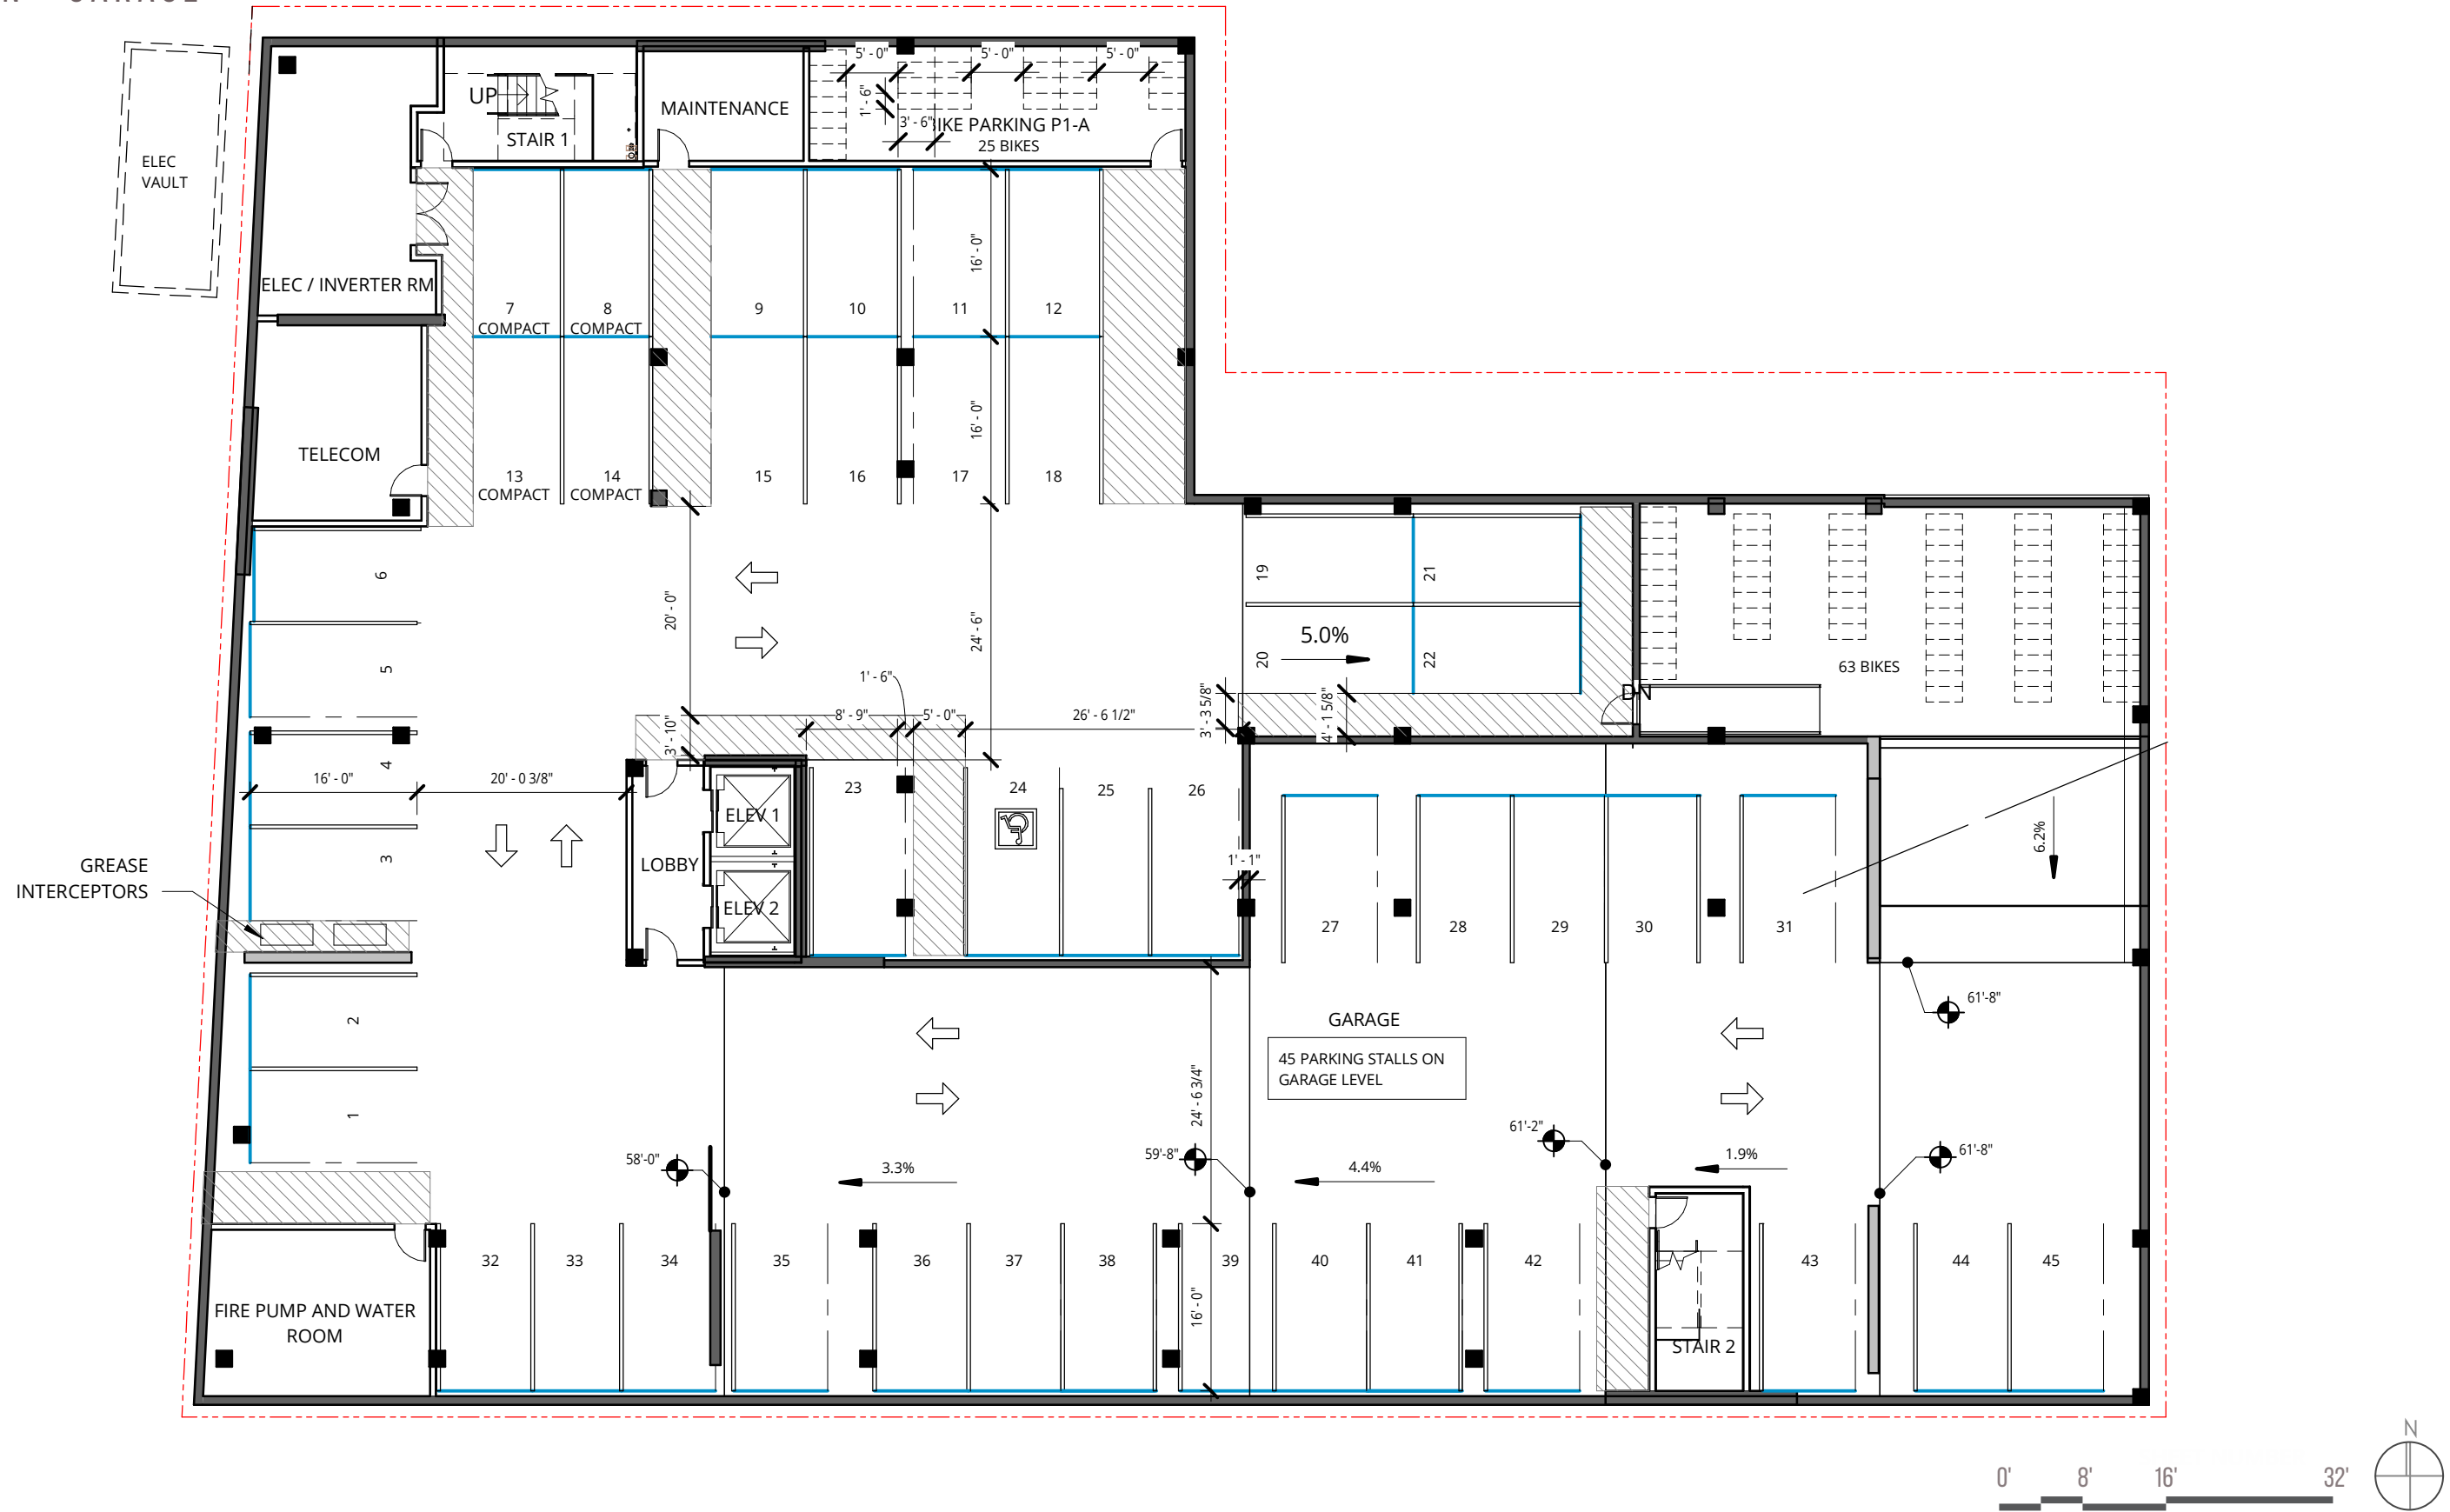 5' - 0"
5' - 0"
5' - 0"
UP
1' - 6"
MAINTENANCE
3' - 6"
IKE PARKING P1-A
25 BIKES
STAIR 1
ELEC
VAULT
16' - 0"
ELEC / INVERTER RM
7
COMPACT
8
COMPACT
9
10
11
12
16' - 0"
TELECOM
13
COMPACT
14
COMPACT
15
16
17
18
6
19
21
20' - 0"
24' - 6"
5.0%
5
20
22
63 BIKES
1' - 6"
DN
3' - 10"
8' - 9"
5' - 0"
26' - 6 1/2"
3' - 3 5/8"
4' - 1 5/8"
4
16' - 0"
20' - 0 3/8"
23
24
25
26
ELEV 1
6.2%
3
GREASE
INTERCEPTORS
LOBBY
1' - 1"
ELEV 2
27
28
29
30
31
61'-8"
2
GARAGE
45 PARKING STALLS ON
GARAGE LEVEL
24' - 6 3/4"
1
58'-0"
3.3%
59'-8"
4.4%
61'-2"
1.9%
61'-8"
32
33
34
35
36
37
38
39
40
41
42
43
44
45
16' - 0"
FIRE PUMP AND WATER
ROOM
STAIR 2
N
0'
8'
16'
32'